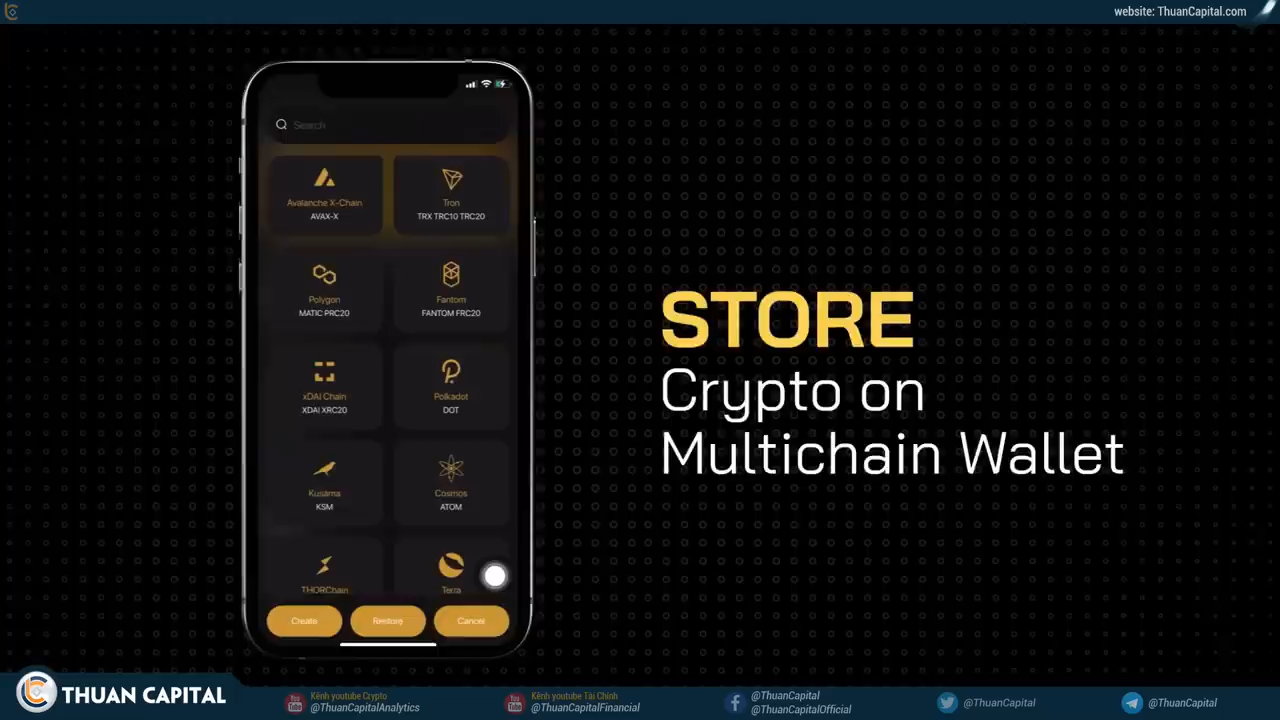 website: ThuanCapital.com
Search
Avalanche X-Chain
AVAX-X
Tron
TRX TRC10 TRC20
Polygon
MATIC PRC20
Fantom
FANTOM FRC20
xDAI Chain
XDAI XRC20
Polkadot
DOT
Kusama
KSM
Cosmos
ATOM
THORChain
Terra
Create
Restore
Cancel
STORE
Crypto on
Multichain Wallet
THUAN CAPITAL
Kênh youtube Crypto
@ThuanCapitalAnalytics
Kênh youtube Tài Chính
@ThuanCapitalFinancial
@ThuanCapital
@ThuanCapitalOfficial
@ThuanCapital
@ThuanCapital